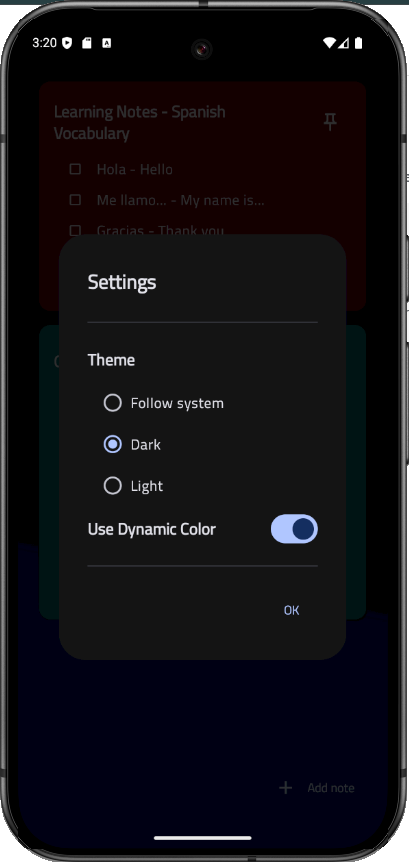 3:20
Learning Notes - Spanish
Vocabulary
Hola - Hello
Me llamo... - My name is...
Gracias - Thank you
Settings
Theme
Follow system
Dark
Light
Use Dynamic Color
OK
Add note